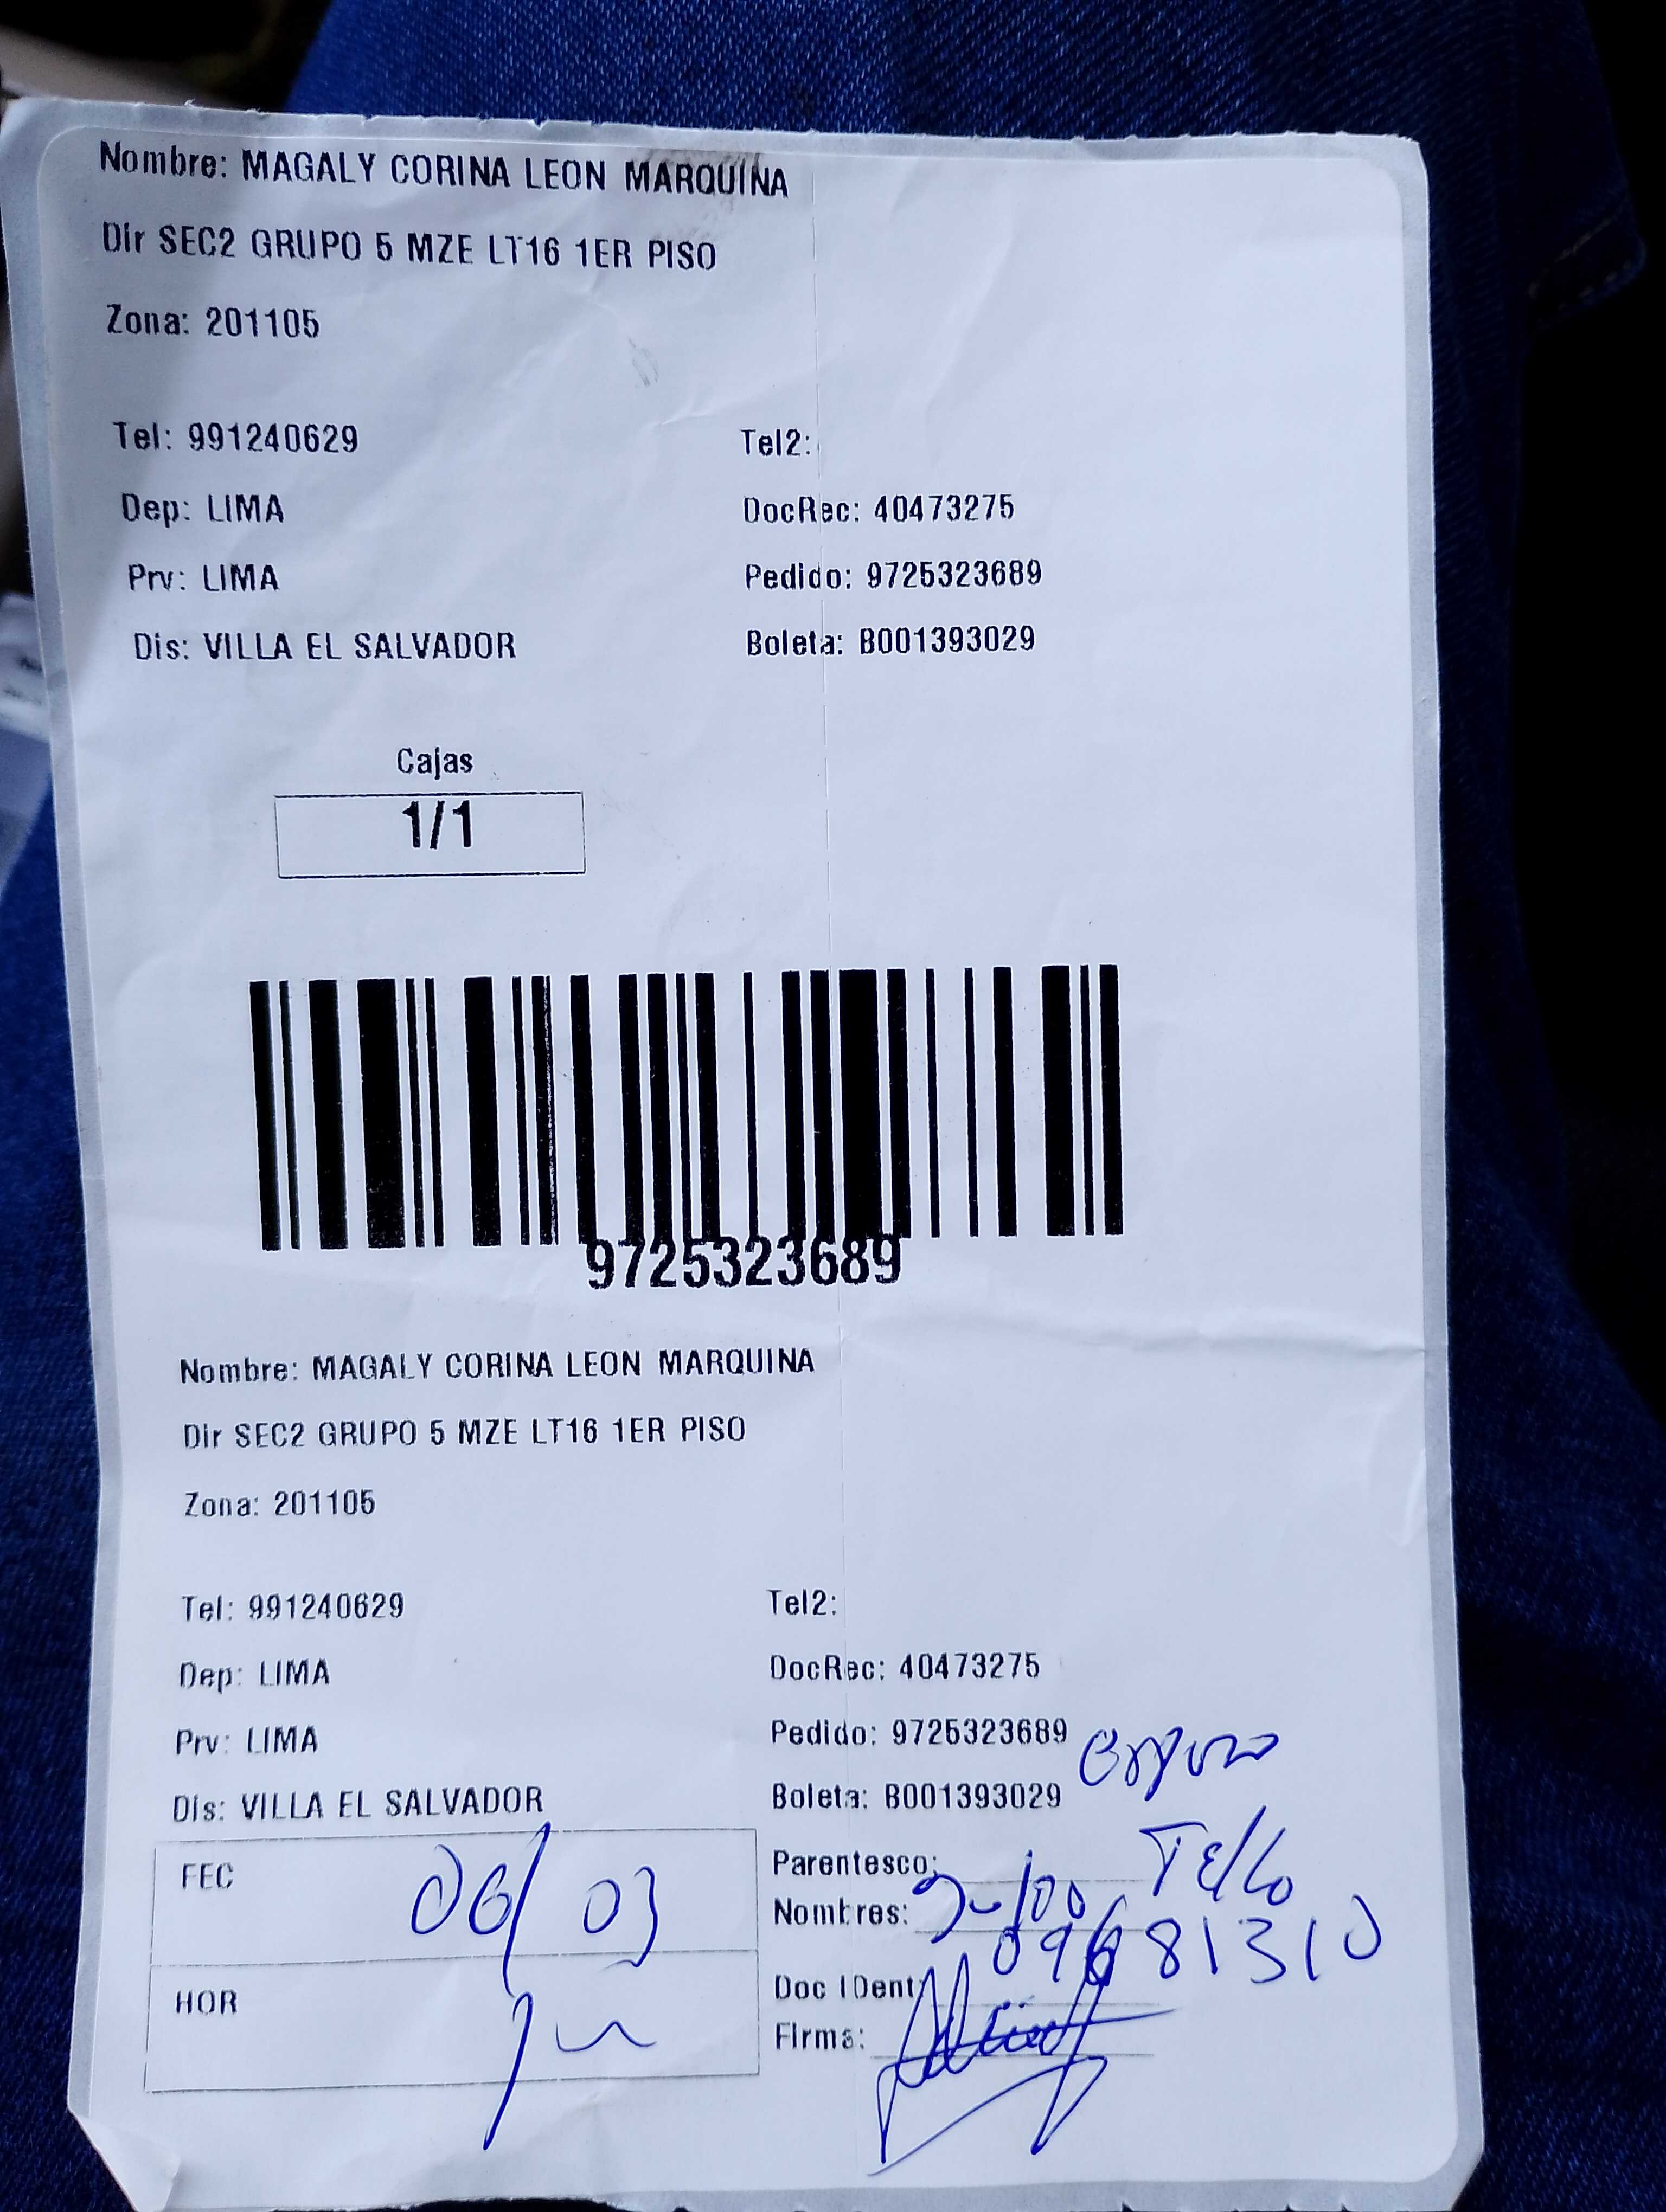 Nombre: MAGALY CORINA LEON MARQUINA
Dir SEC2 GRUPO 5 MZE LT16 1ER PISO
Zona: 201105
Tel: 991240629 Tel2:
Dep: LIMA DocRec: 40473275
Prv: LIMA Pedido: 9725323689
Dis: VILLA EL SALVADOR Boleta: B001393029
Cajas
1/1
9725323689
Nombre: MAGALY CORINA LEON MARQUINA
Dir SEC2 GRUPO 5 MZE LT16 1ER PISO
Zona: 201105
Tel: 991240629 Tel2:
Dep: LIMA DocRec: 40473275
Prv: LIMA Pedido: 9725323689
Dis: VILLA EL SALVADOR Boleta: B001393029
FEC 06/03 Parentesco:
Nombres: Tello
HOR Doc IDent: 09681310
Firma: